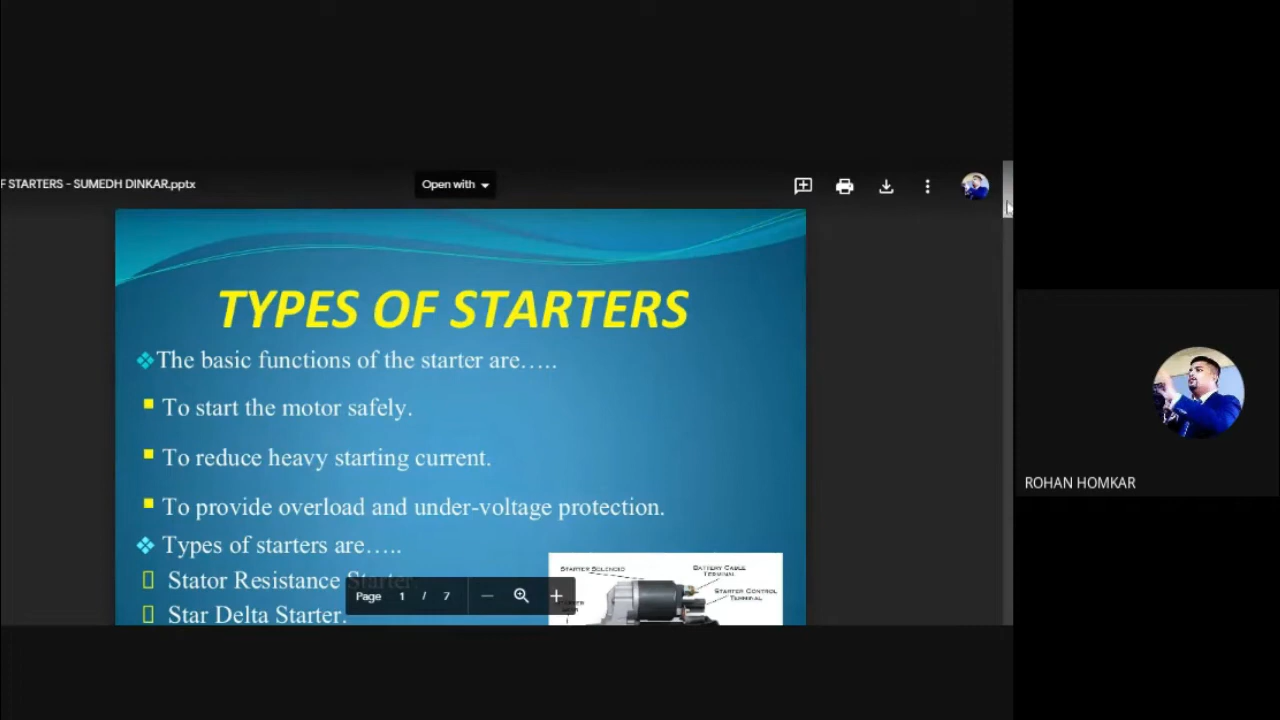 F STARTERS - SUMEDH DINKAR.pptx
Open with
TYPES OF STARTERS
The basic functions of the starter are.....
To start the motor safely.
To reduce heavy starting current.
To provide overload and under-voltage protection.
Types of starters are.....
Stator Resistance Starter.
Star Delta Starter.
Page 1 / 7
STARTER SOLENOID
BATTERY CABLE
TERMINAL
STARTER CONTROL
TERMINAL
ROHAN HOMKAR